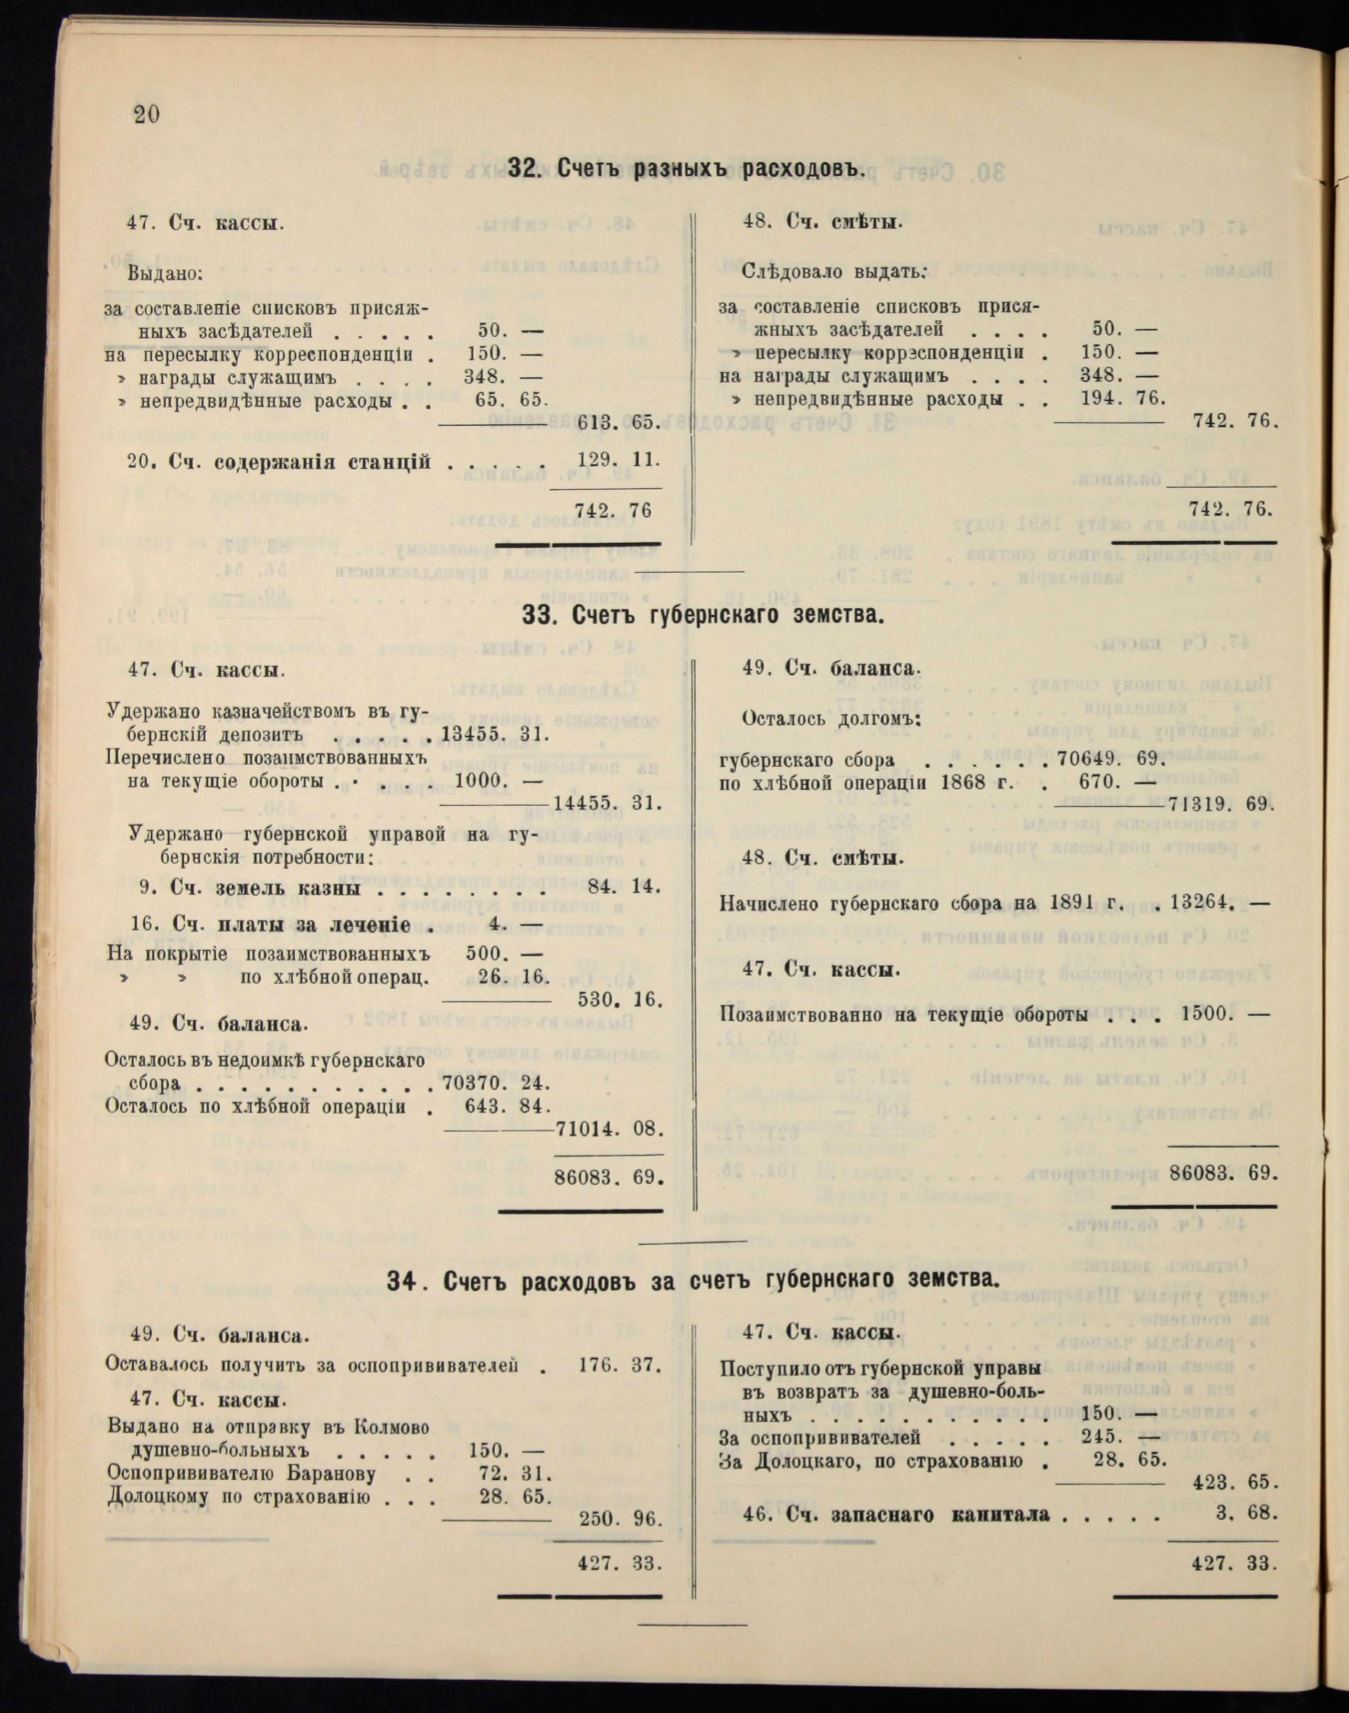 20
32. Счетъ разныхъ расходовъ.
47. Сч. кассы.
Выдано:
за составленіе списковъ присяж-
ныхъ засѣдателей . . . . . 50. —
на пересылку корреспонденціи . 150. —
» награды служащимъ . . . . 348. —
» непредвидѣнные расходы . . 65. 65.
613. 65.
20. Сч. содержанія станцій . . . . . 129. 11.
742. 76
48. Сч. смѣты.
Слѣдовало выдать:
за составленіе списковъ прися-
жныхъ засѣдателей . . . . 50. —
» пересылку коррэспонденціи . 150. —
на награды служащимъ . . . . 348. —
» непредвидѣнные расходы . . 194. 76.
742. 76.
742. 76.
33. Счетъ губернскаго земства.
47. Сч. кассы.
Удержано казначействомъ въ гу-
бернскій депозитъ . . . . . 13455. 31.
Перечислено позаимствованныхъ
на текущіе обороты . . . . . 1000. —
14455. 31.
Удержано губернской управой на гу-
бернскія потребности:
9. Сч. земель казны . . . . . . . . 84. 14.
16. Сч. платы за леченіе . 4. —
На покрытіе позаимствованныхъ 500. —
» » по хлѣбной операц. 26. 16.
530. 16.
49. Сч. баланса.
Осталось въ недоимкѣ губернскаго
сбора . . . . . . . . . . . 70370. 24.
Осталось по хлѣбной операціи . 643. 84.
71014. 08.
86083. 69.
49. Сч. баланса.
Осталось долгомъ:
губернскаго сбора . . . . . . 70649. 69.
по хлѣбной операціи 1868 г. . 670. —
71319. 69.
48. Сч. смѣты.
Начислено губернскаго сбора на 1891 г. . 13264. —
47. Сч. кассы.
Позаимствованно на текущіе обороты . . . 1500. —
86083. 69.
34. Счетъ расходовъ за счетъ губернскаго земства.
49. Сч. баланса.
Оставалось получить за оспопрививателей . 176. 37.
47. Сч. кассы.
Выдано на отправку въ Колмово
душевно-больныхъ . . . . . 150. —
Оспопрививателю Баранову . . 72. 31.
Долоцкому по страхованію . . . 28. 65.
250. 96.
427. 33.
47. Сч. кассы.
Поступило отъ губернской управы
въ возвратъ за душевно-боль-
ныхъ . . . . . . . . . . . 150. —
За оспопрививателей . . . . . 245. —
За Долоцкаго, по страхованію . 28. 65.
423. 65.
46. Сч. запаснаго капитала . . . . . 3. 68.
427. 33.